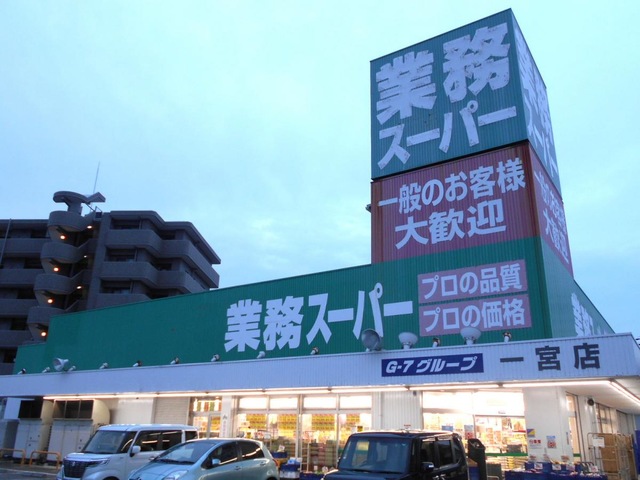 業務
スーパー
一般のお客様
大歓迎
業務スーパー
プロの品質
プロの価格
G-7グループ
一宮店